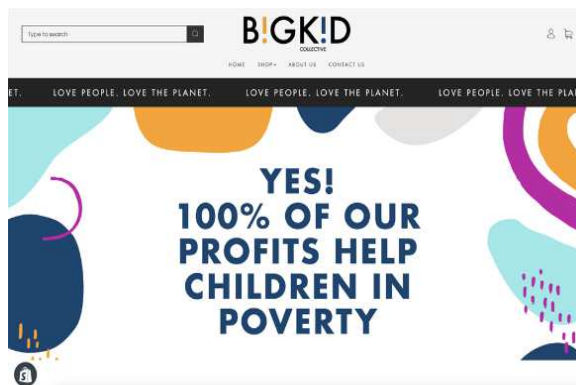 Type to search
B!GK!D
COLLECTIVE
HOME SHOP ABOUT US CONTACT US
ET. LOVE PEOPLE. LOVE THE PLANET. LOVE PEOPLE. LOVE THE PLANET. LOVE PEOPLE. LOVE THE PLA
YES!
100% OF OUR
PROFITS HELP
CHILDREN IN
POVERTY